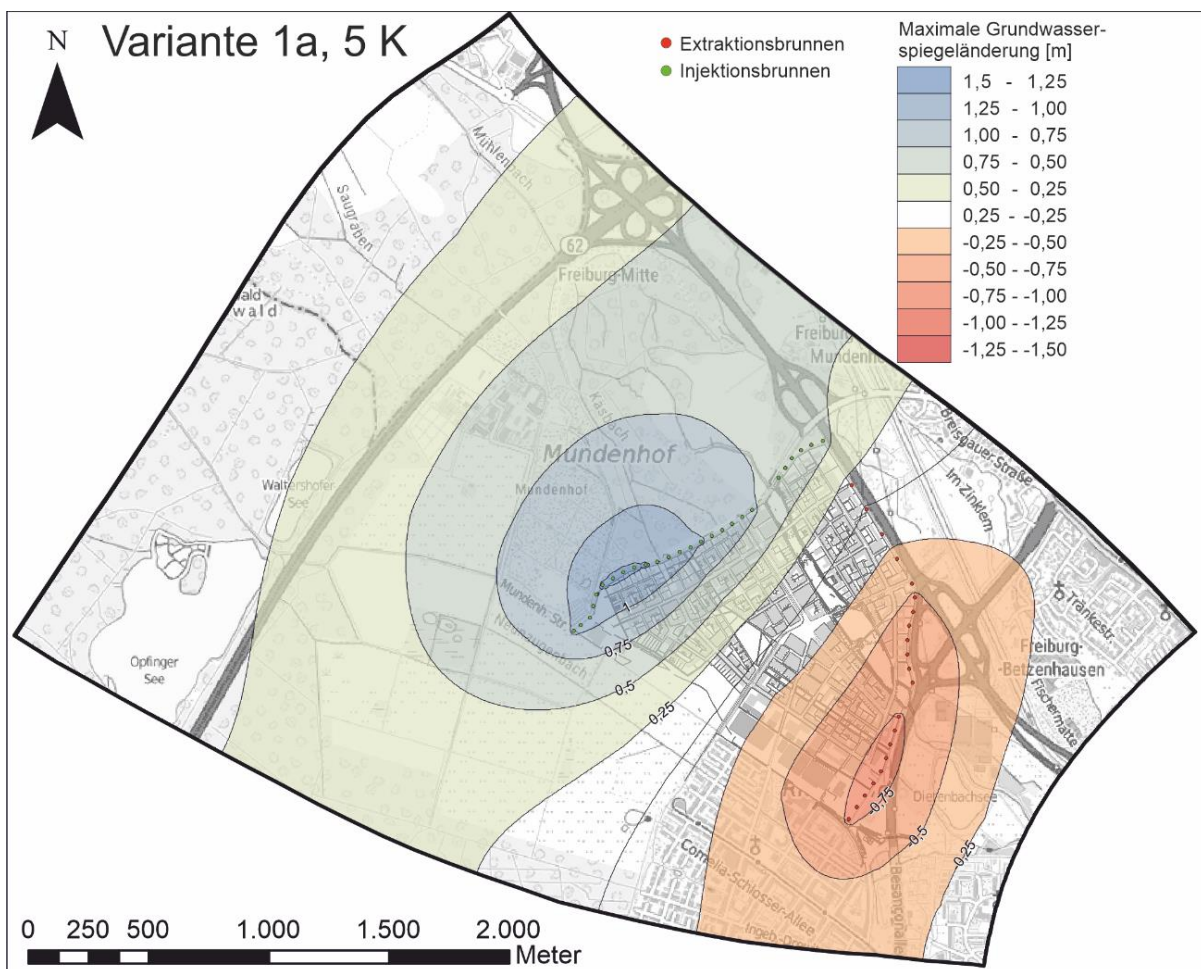 N
Variante 1a, 5 K
Extraktionsbrunnen
Injektionsbrunnen
Maximale Grundwasser-
spiegeländerung [m]
1,5 - 1,25
1,25 - 1,00
1,00 - 0,75
0,75 - 0,50
0,50 - 0,25
0,25 - -0,25
-0,25 - -0,50
-0,50 - -0,75
-0,75 - -1,00
-1,00 - -1,25
-1,25 - -1,50
Mühlenbach
Saugraben
62
Freiburg-Mitte
wald
Freiburg-
Mundenhof
Käsbach
Mundenhof
Mundenhof
Breisgauer Straße
Im Zinklern
Waltershofer
See
Mundenh. Str
1
0,75
0,5
0,25
Tränkestr.
Freiburg-
-Betzenhausen
Fischermatte
Opfinger
See
Dietenbachsee
-0,75
-0,5
0,25
Cornelia-Schlosser-Allee
Besançonallee
0 250 500 1.000 1.500 2.000
Meter